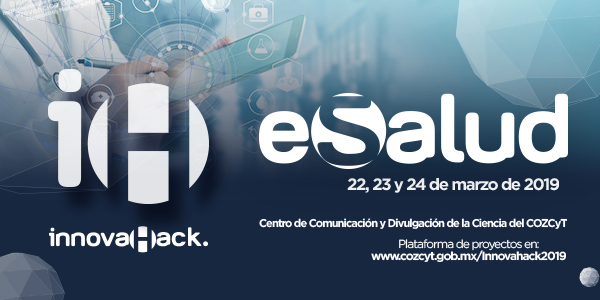 iH
innovaHack.
eSalud
22, 23 y 24 de marzo de 2019
Centro de Comunicación y Divulgación de la Ciencia del COZCyT
Plataforma de proyectos en:
www.cozcyt.gob.mx/Innovahack2019